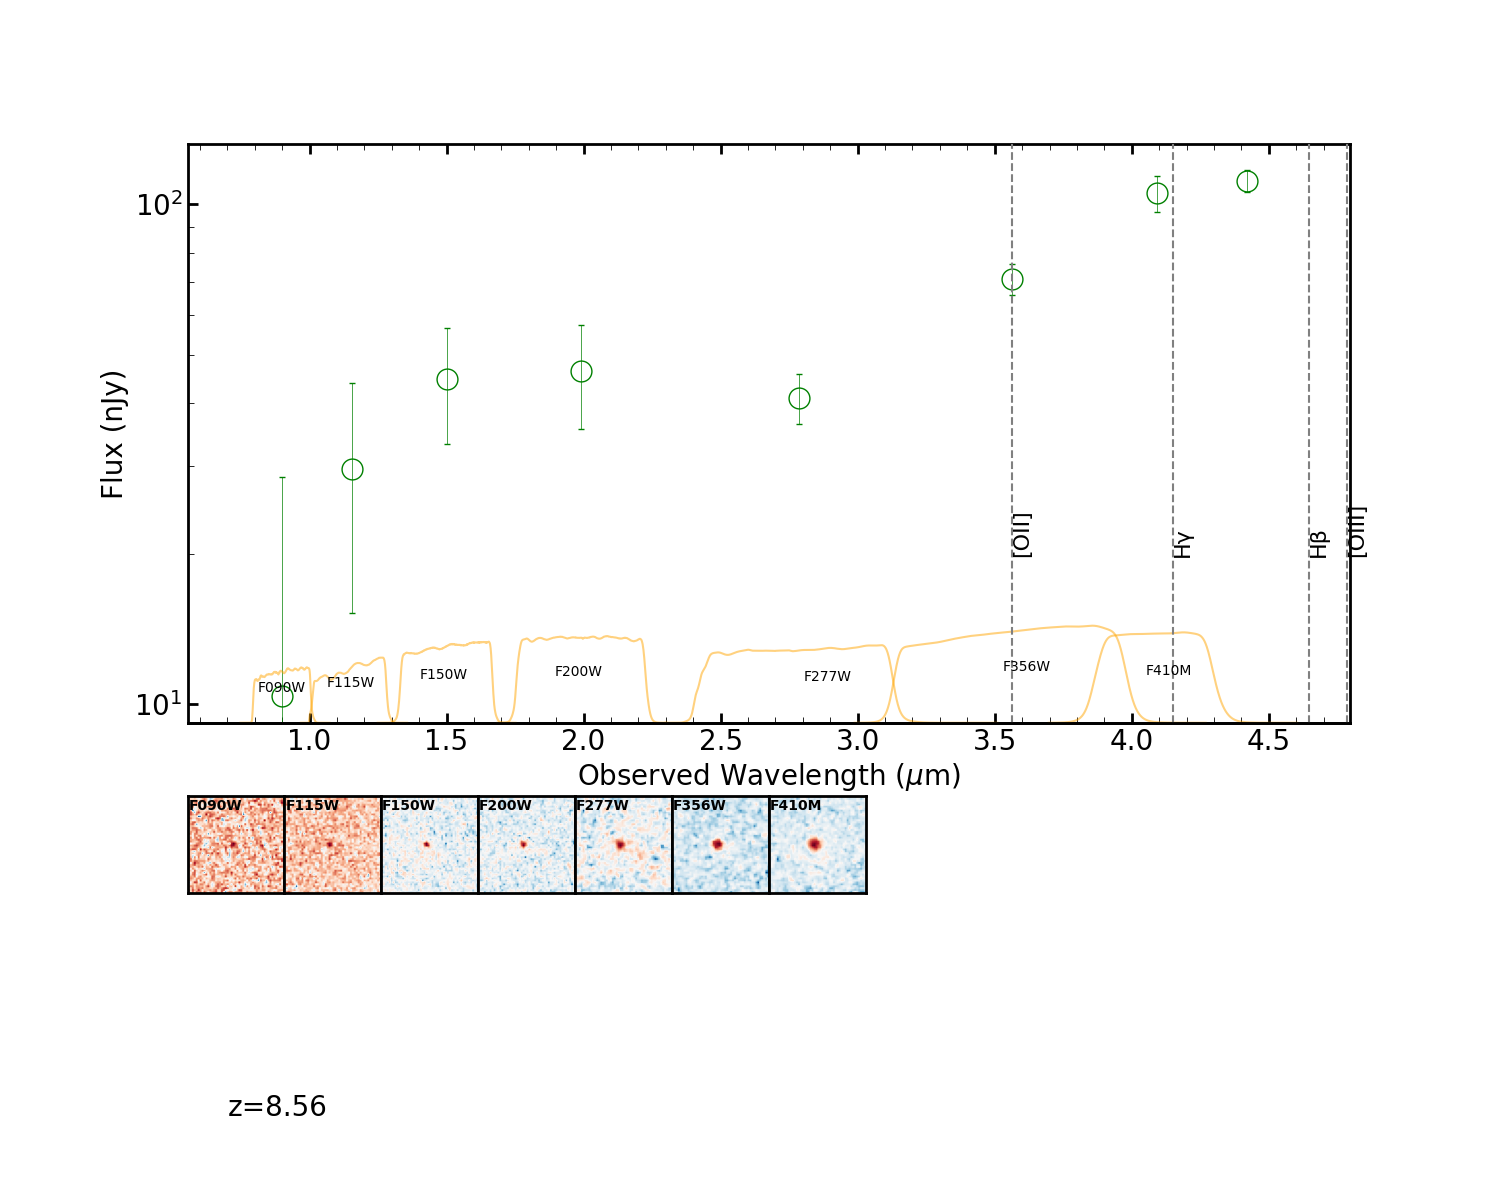 10²
10¹
Flux (nJy)
[OII]
Hγ
Hβ
[OIII]
F090W
F115W
F150W
F200W
F277W
F356W
F410M
1.0 1.5 2.0 2.5 3.0 3.5 4.0 4.5
Observed Wavelength (μm)
F090W F115W F150W F200W F277W F356W F410M
z=8.56